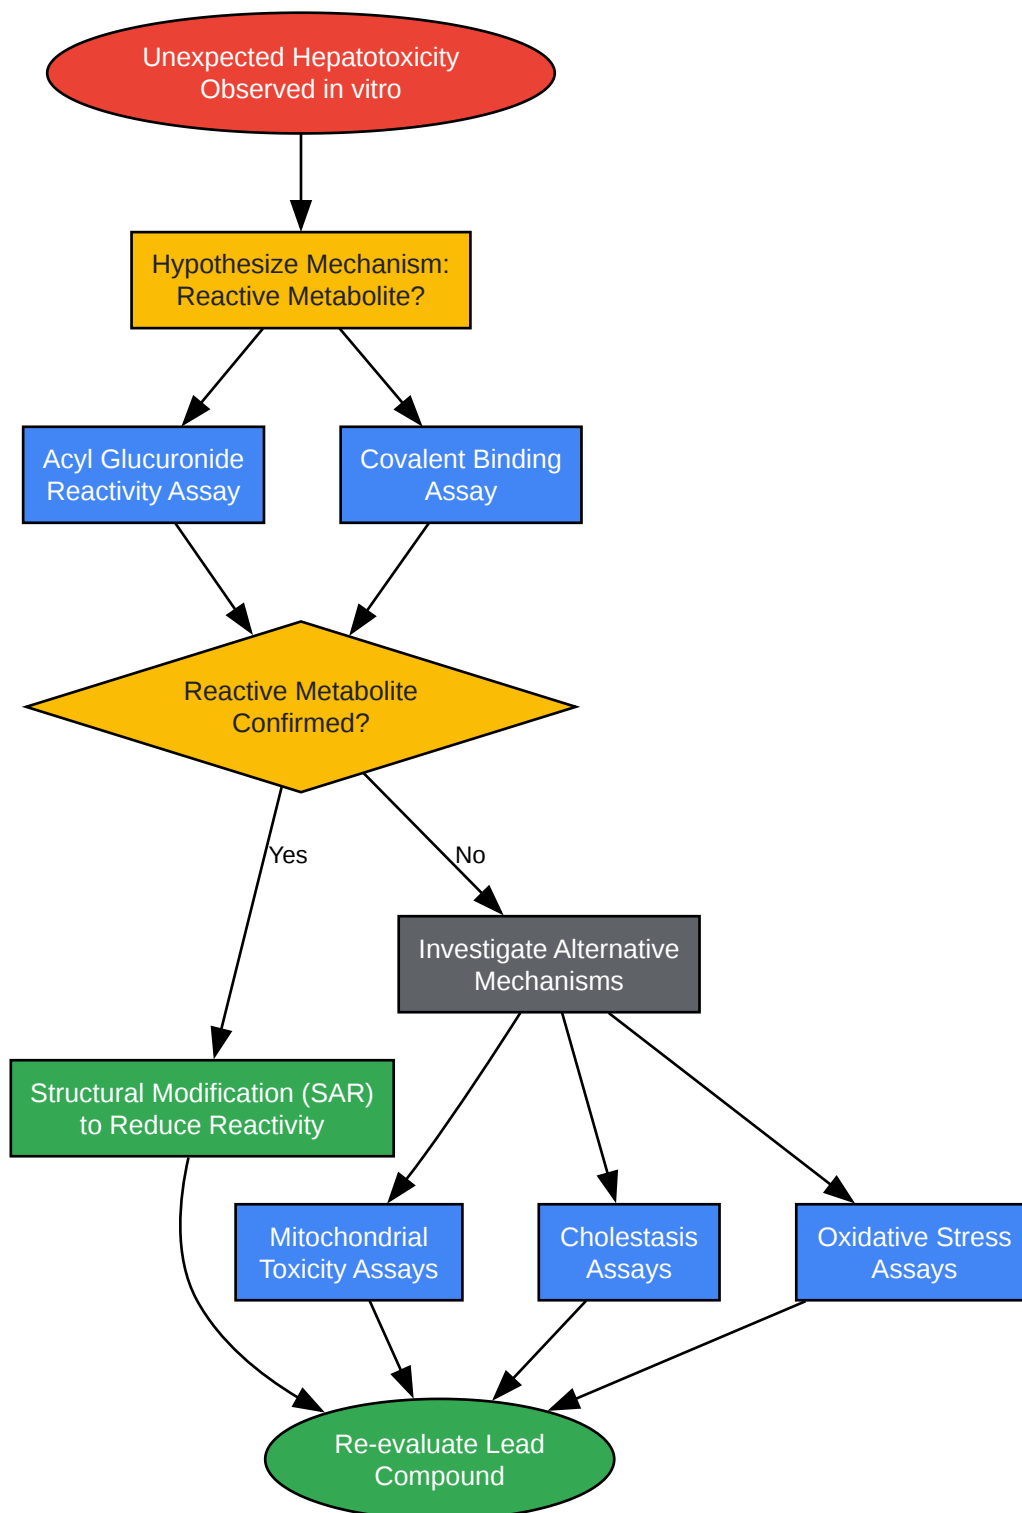 Unexpected Hepatotoxicity
Observed in vitro
Hypothesize Mechanism:
Reactive Metabolite?
Acyl Glucuronide
Reactivity Assay
Covalent Binding
Assay
Reactive Metabolite
Confirmed?
Yes
No
Investigate Alternative
Mechanisms
Structural Modification (SAR)
to Reduce Reactivity
Mitochondrial
Toxicity Assays
Cholestasis
Assays
Oxidative Stress
Assays
Re-evaluate Lead
Compound